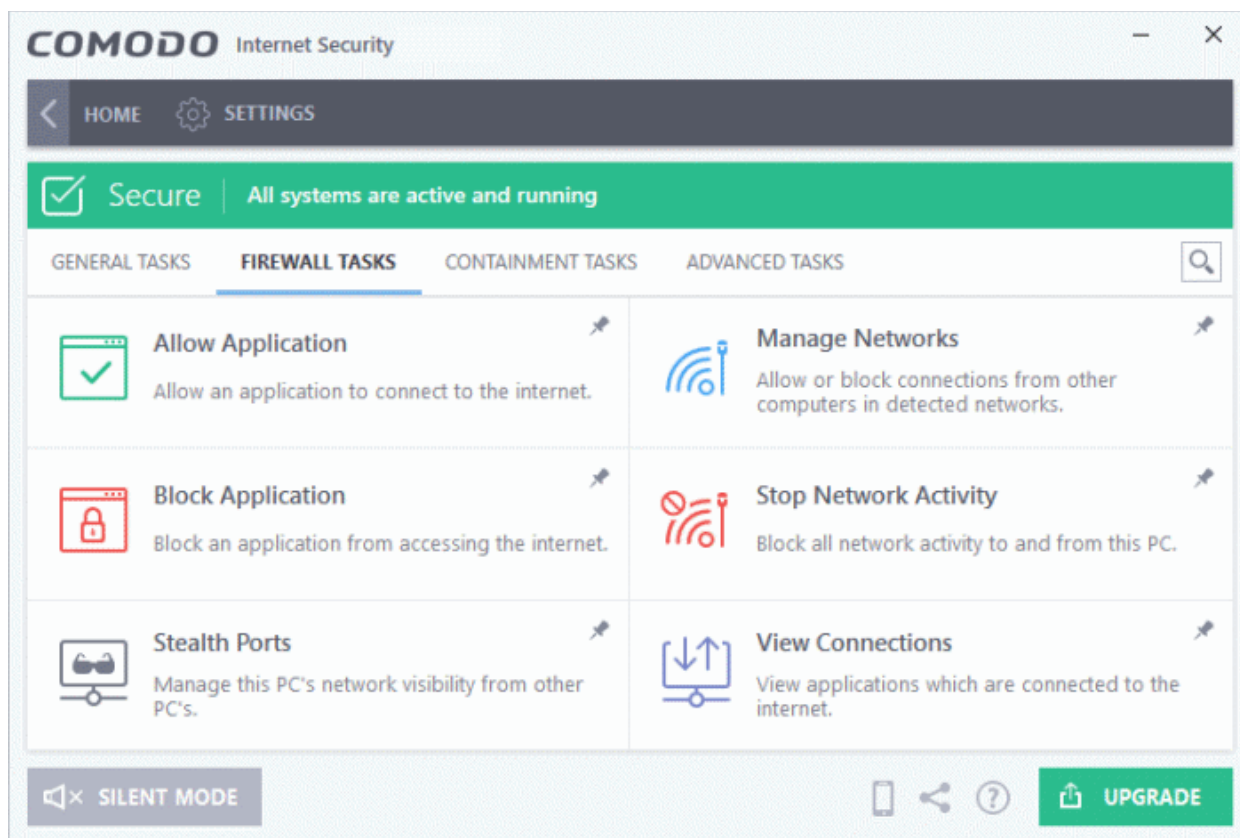 COMODO Internet Security
HOME SETTINGS
Secure All systems are active and running
GENERAL TASKS FIREWALL TASKS CONTAINMENT TASKS ADVANCED TASKS
Allow Application
Allow an application to connect to the internet.
Manage Networks
Allow or block connections from other
computers in detected networks.
Block Application
Block an application from accessing the internet.
Stop Network Activity
Block all network activity to and from this PC.
Stealth Ports
Manage this PC's network visibility from other
PC's.
View Connections
View applications which are connected to the
internet.
SILENT MODE
UPGRADE